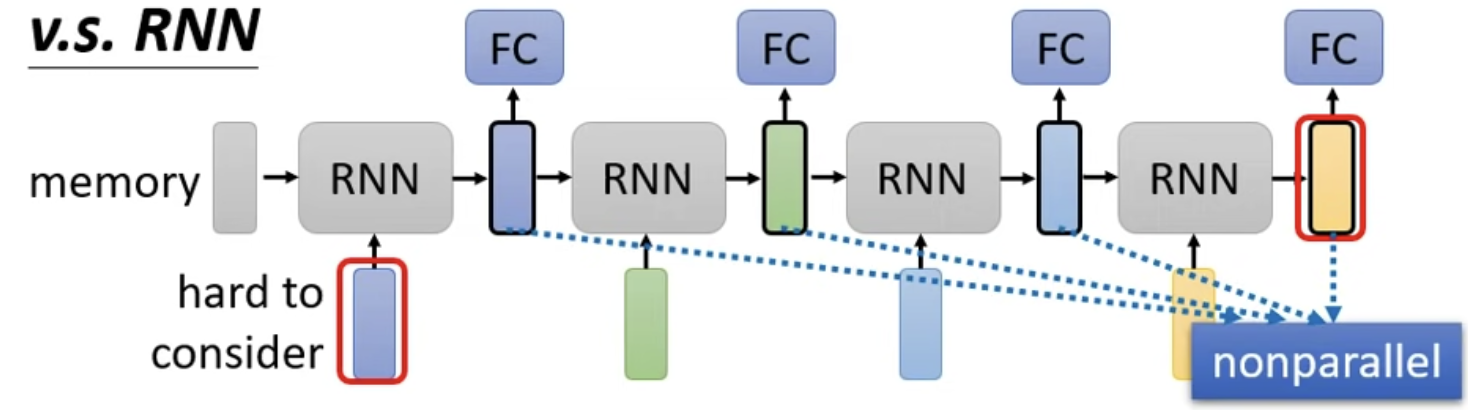 v.s. RNN
FC FC FC FC
memory RNN RNN RNN RNN
hard to
consider
nonparallel